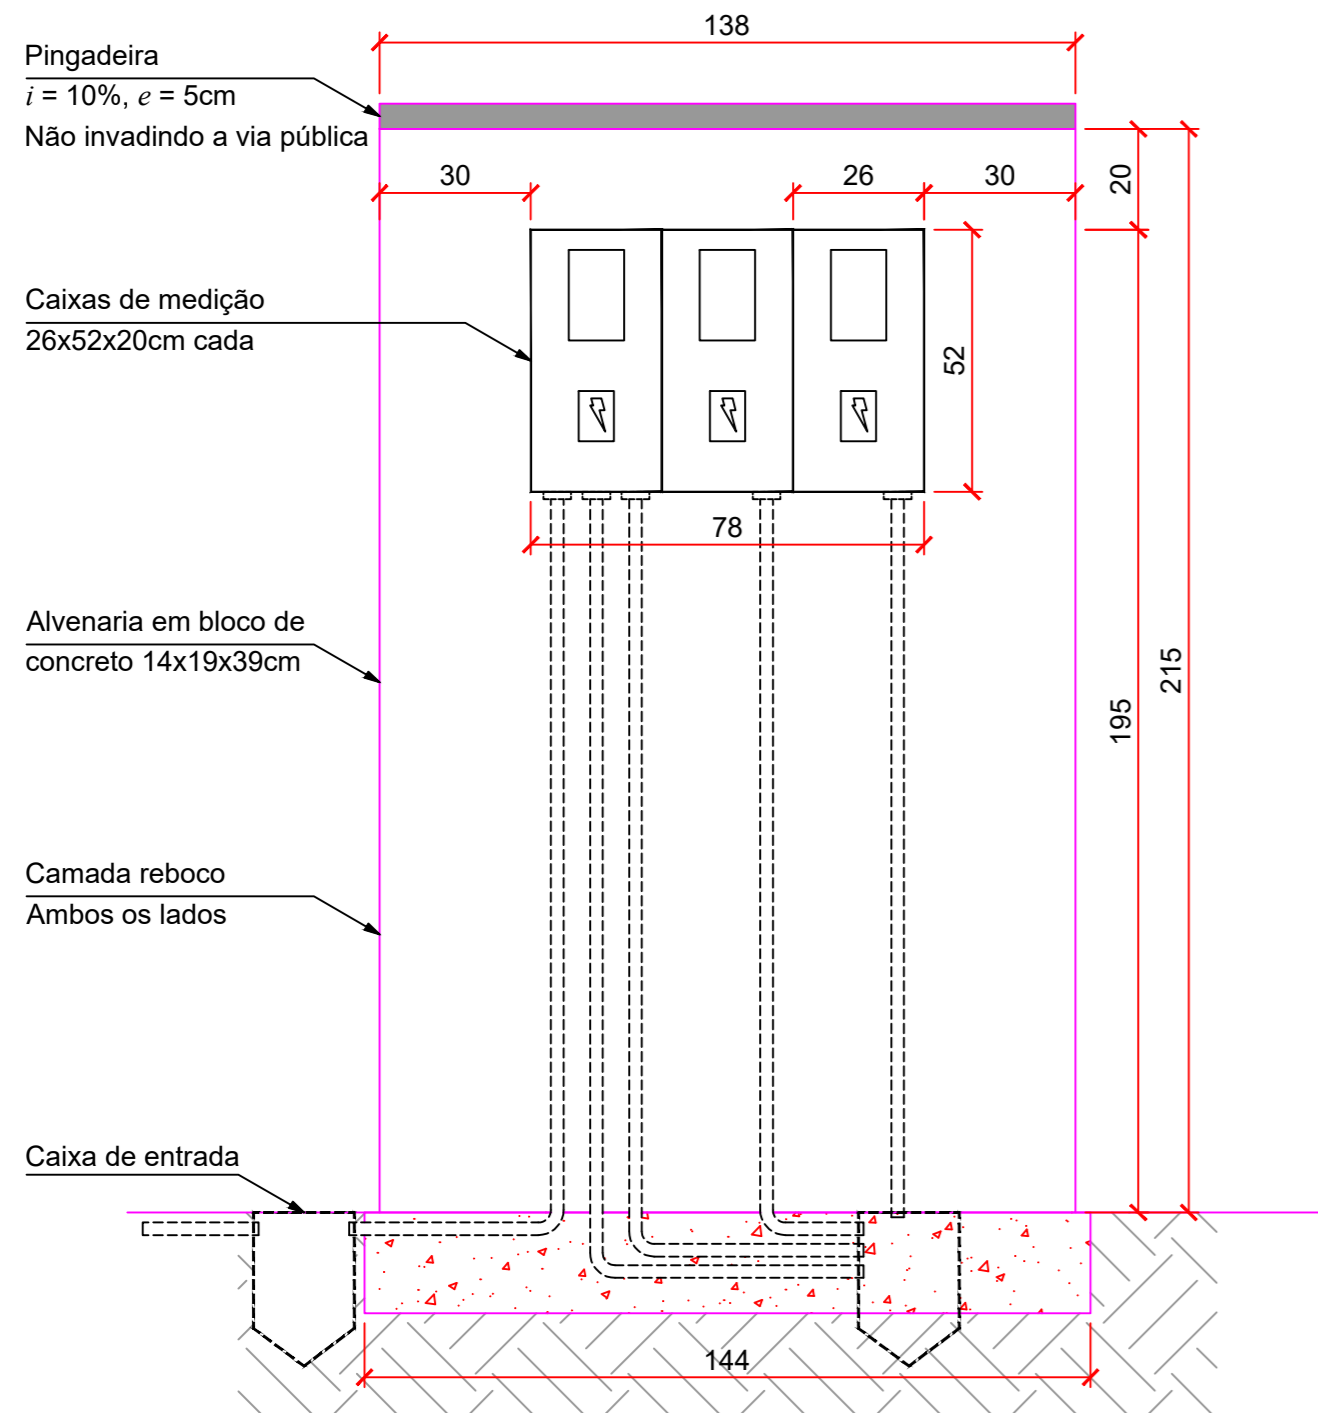 138
Pingadeira
i = 10%, e = 5cm
Não invadindo a via pública
30
26
30
20
Caixas de medição
26x52x20cm cada
52
78
Alvenaria em bloco de
concreto 14x19x39cm
215
195
Camada reboco
Ambos os lados
Caixa de entrada
144